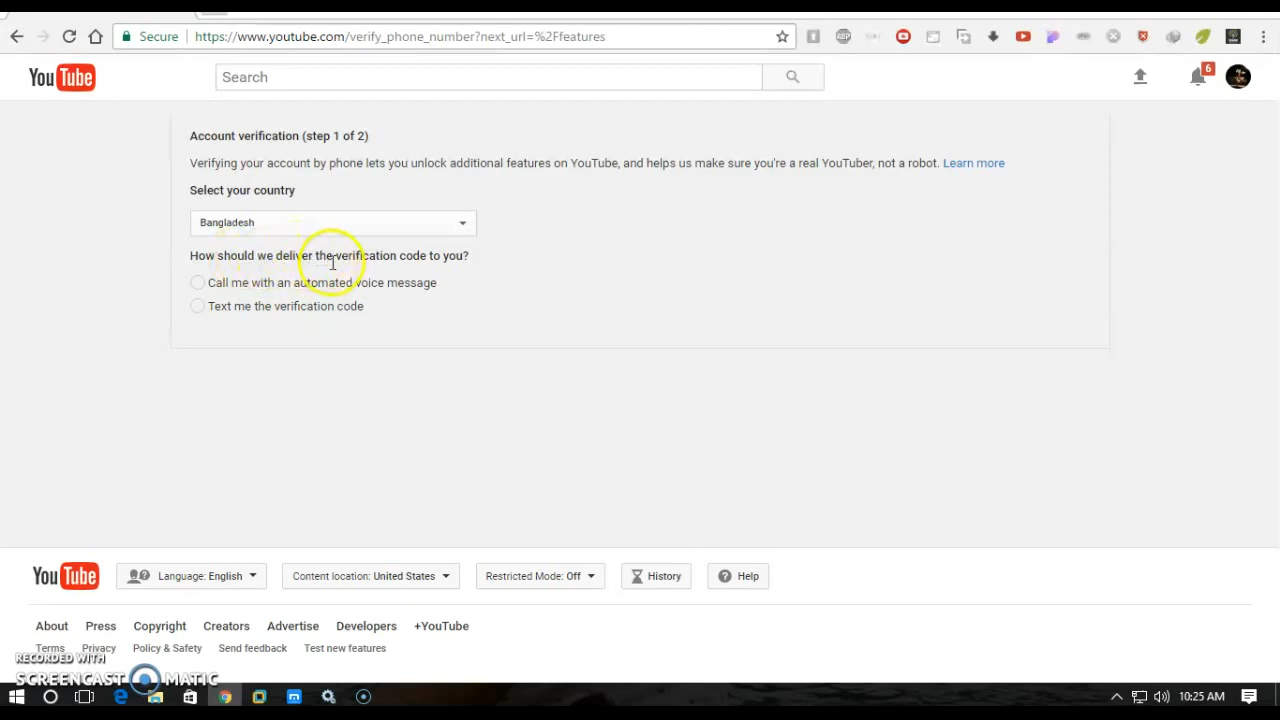 Secure https://www.youtube.com/verify_phone_number?next_url=%2Ffeatures ABP
YouTube Search 6
Account verification (step 1 of 2)
Verifying your account by phone lets you unlock additional features on YouTube, and helps us make sure you're a real YouTuber, not a robot. Learn more
Select your country
Bangladesh
How should we deliver the verification code to you?
Call me with an automated voice message
Text me the verification code
YouTube Language: English Content location: United States Restricted Mode: Off History Help
About Press Copyright Creators Advertise Developers +YouTube
Terms Privacy Policy & Safety Send feedback Test new features
RECORDED WITH
SCREENCAST MATIC
10:25 AM